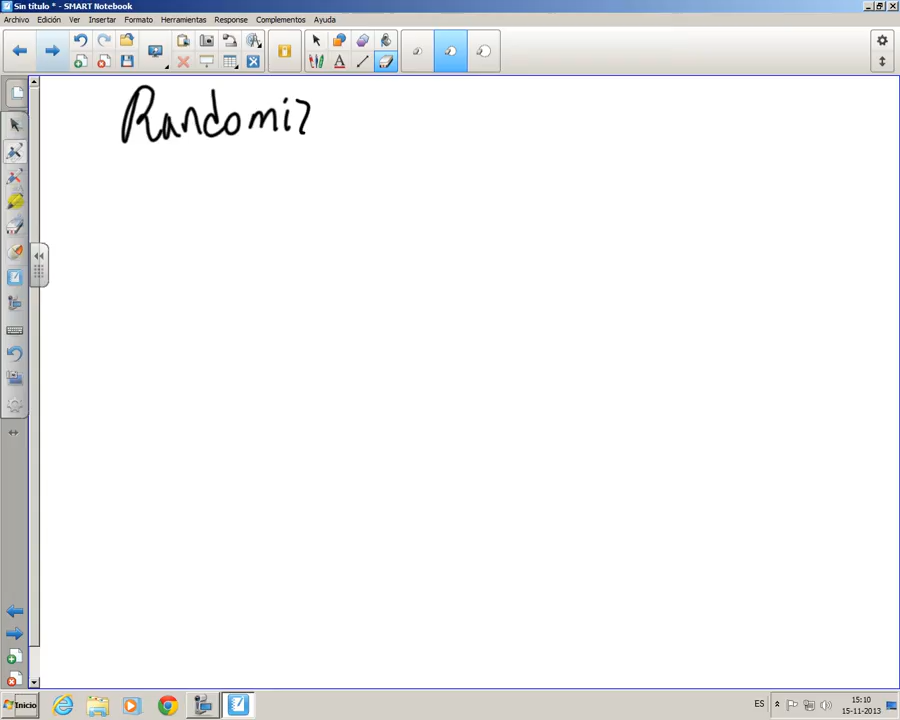 Sin título * - SMART Notebook
Archivo Edición Ver Insertar Formato Herramientas Response Complementos Ayuda
Randomiz
Inicio
ES
15:10
15-11-2013